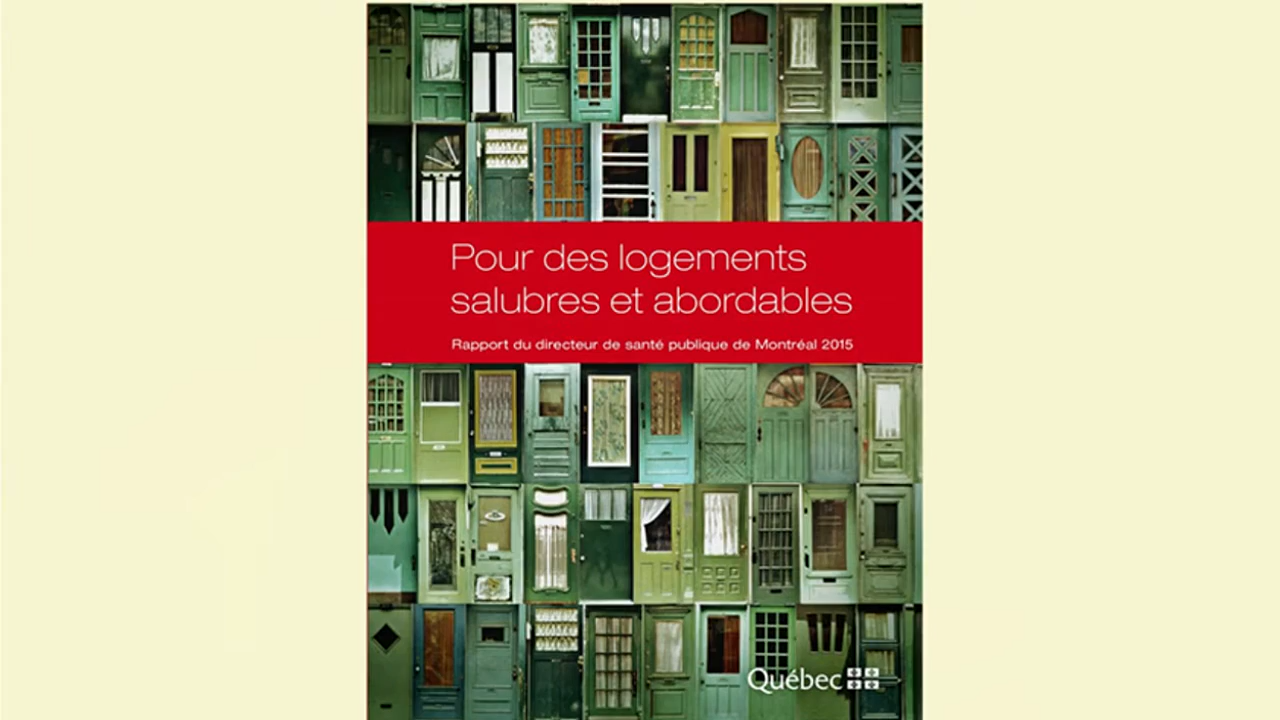 Pour des logements
salubres et abordables
Rapport du directeur de santé publique de Montréal 2015
Québec